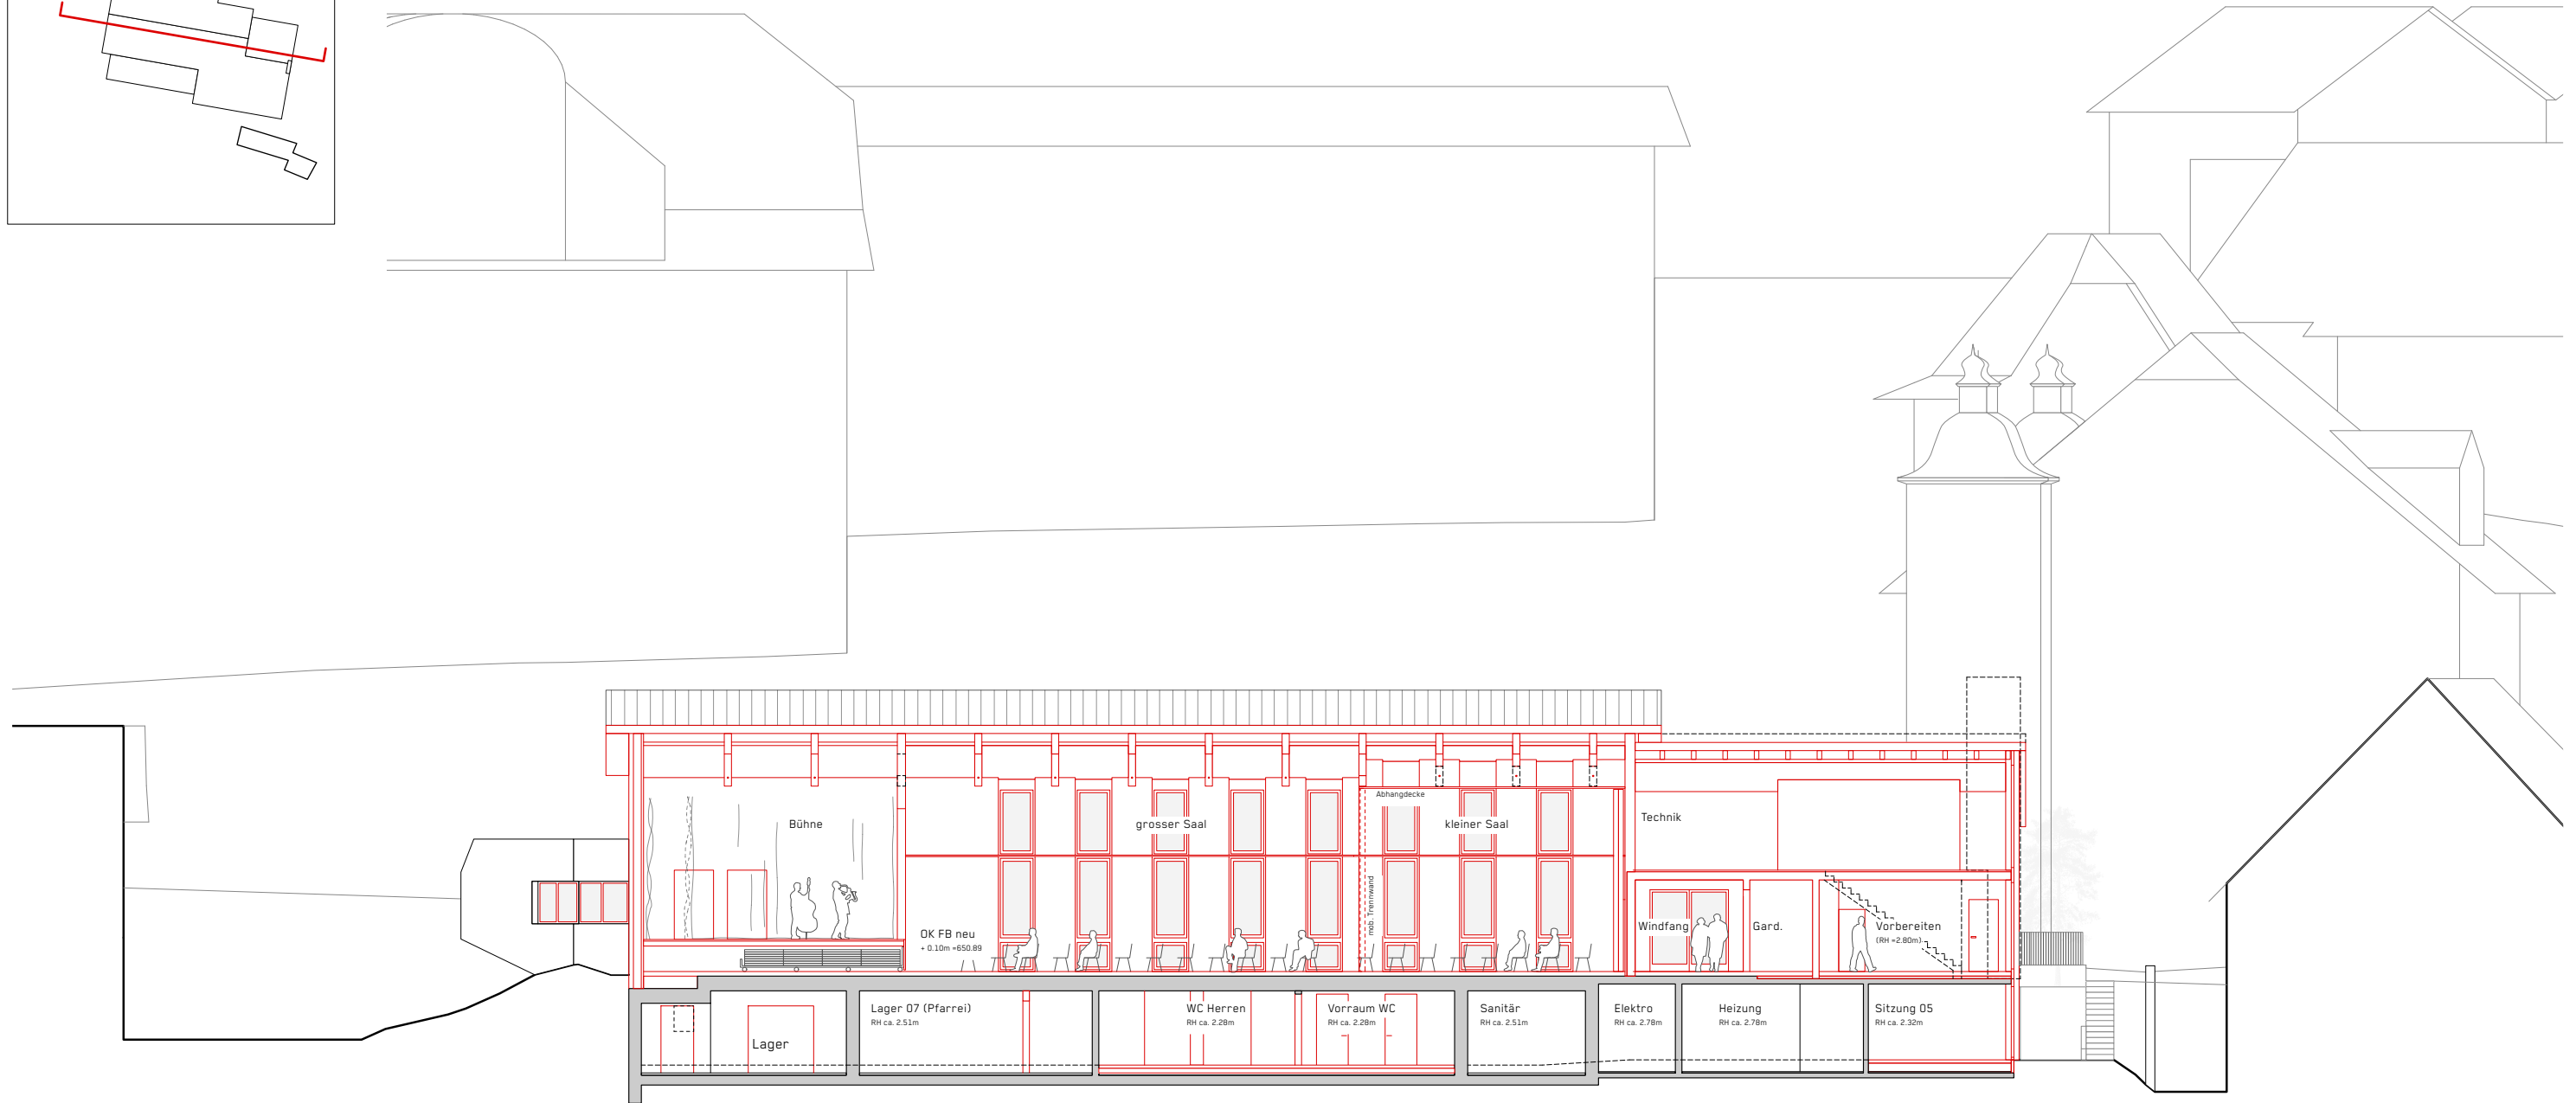 Abhangdecke
Bühne
grosser Saal
kleiner Saal
Technik
mob. Trennwand
OK FB neu
+ 0.10m =650.89
Windfang
Gard.
Vorbereiten
(RH =2.80m)
Lager
Lager 07 (Pfarrei)
RH ca. 2.51m
WC Herren
RH ca. 2.28m
Vorraum WC
RH ca. 2.28m
Sanitär
RH ca. 2.51m
Elektro
RH ca. 2.78m
Heizung
RH ca. 2.78m
Sitzung 05
RH ca. 2.32m